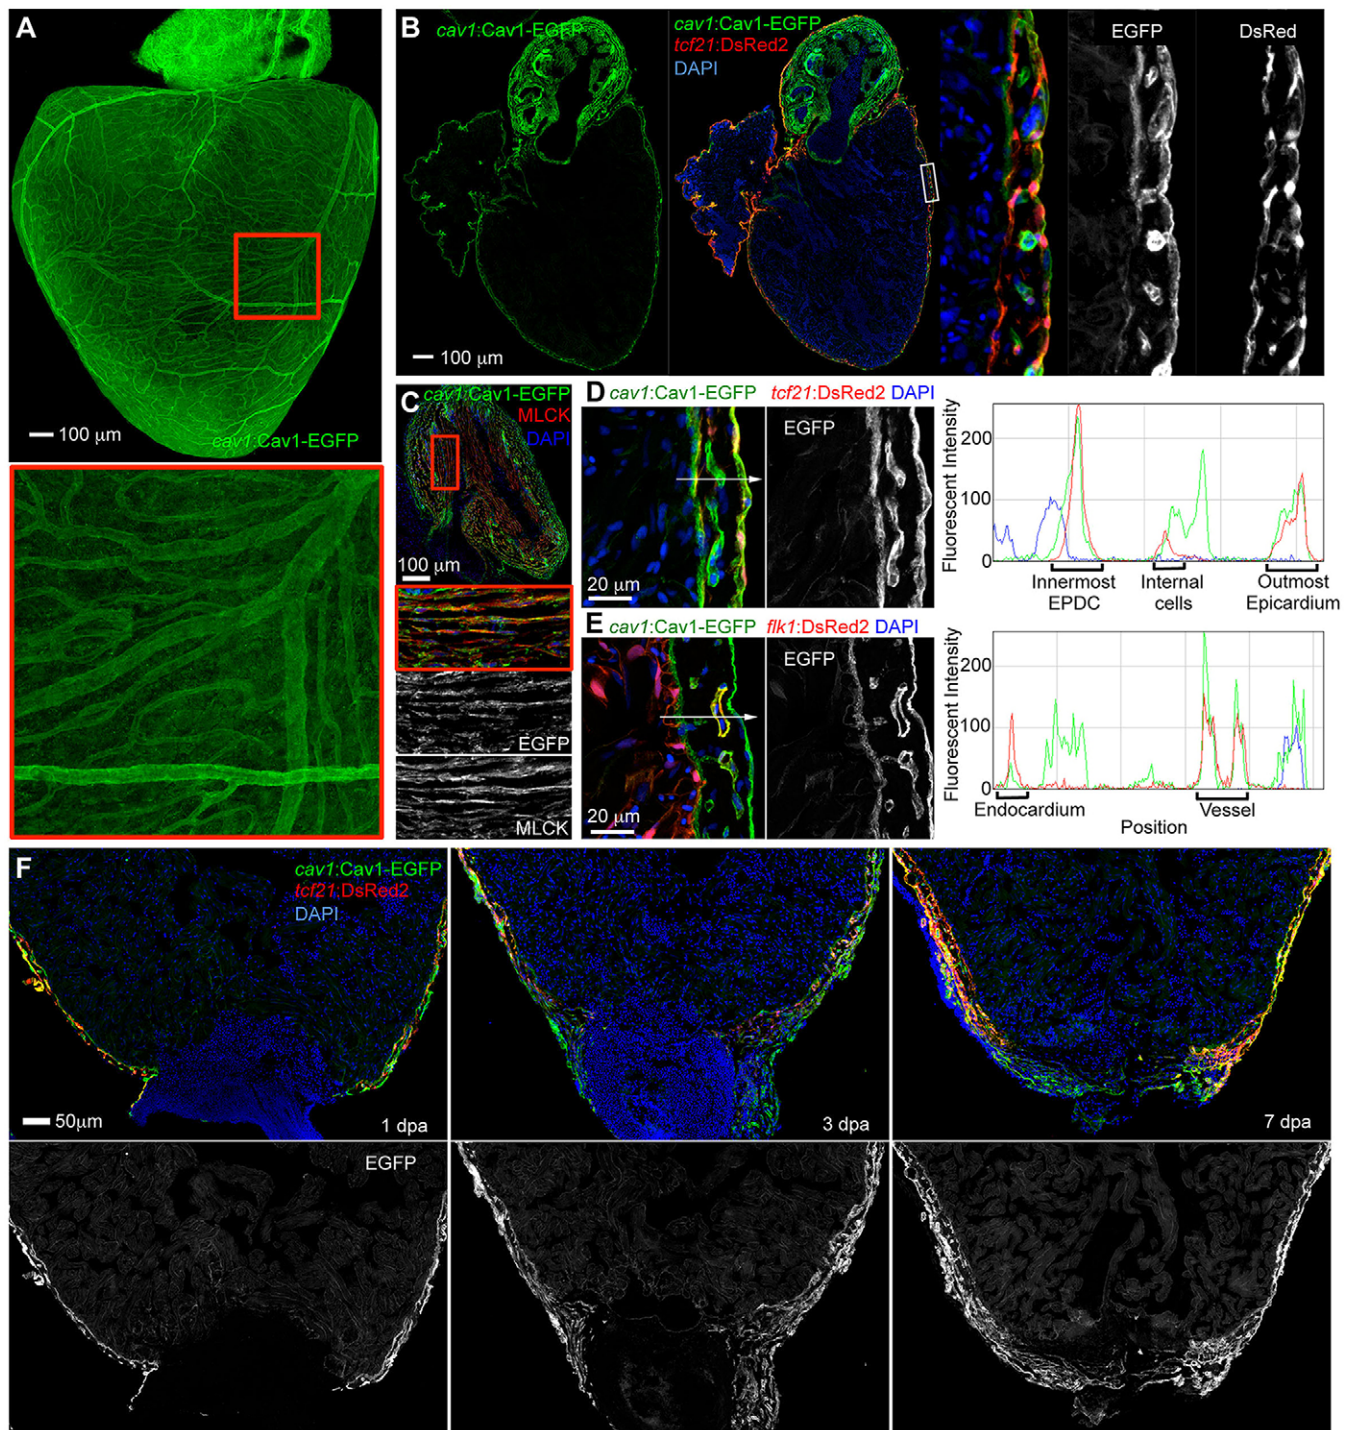 A
cav1:Cav1-EGFP
100 µm
B
cav1:Cav1-EGFP
cav1:Cav1-EGFP
tcf21:DsRed2
DAPI
EGFP
DsRed
100 µm
C
cav1:Cav1-EGFP
MLCK
DAPI
100 µm
EGFP
MLCK
D
cav1:Cav1-EGFP tcf21:DsRed2 DAPI
EGFP
20 µm
Fluorescent Intensity
200
100
0
Innermost
EPDC
Internal
cells
Outmost
Epicardium
E
cav1:Cav1-EGFP flk1:DsRed2 DAPI
EGFP
20 µm
Fluorescent Intensity
200
100
0
Endocardium
Vessel
Position
F
cav1:Cav1-EGFP
tcf21:DsRed2
DAPI
50µm
1 dpa
3 dpa
7 dpa
EGFP